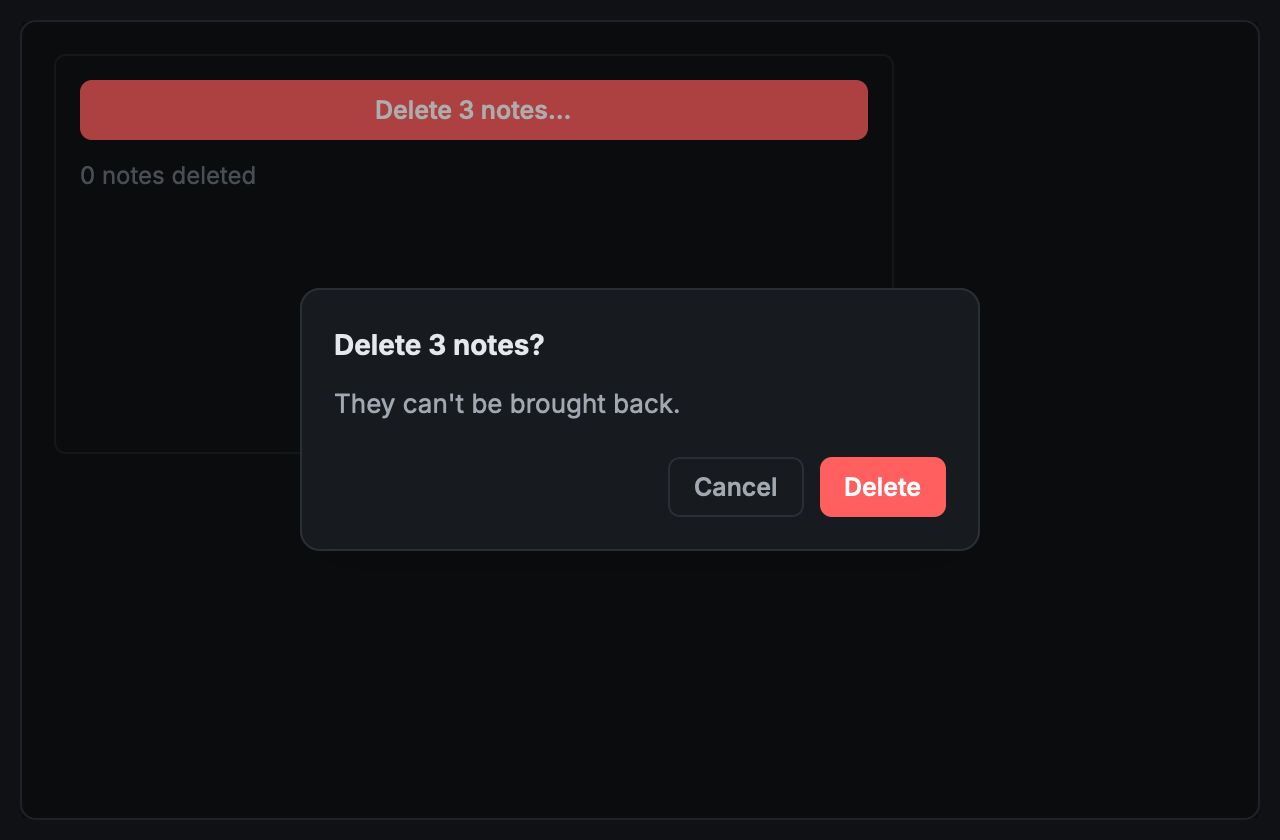 Delete 3 notes...
0 notes deleted
Delete 3 notes?
They can't be brought back.
Cancel
Delete